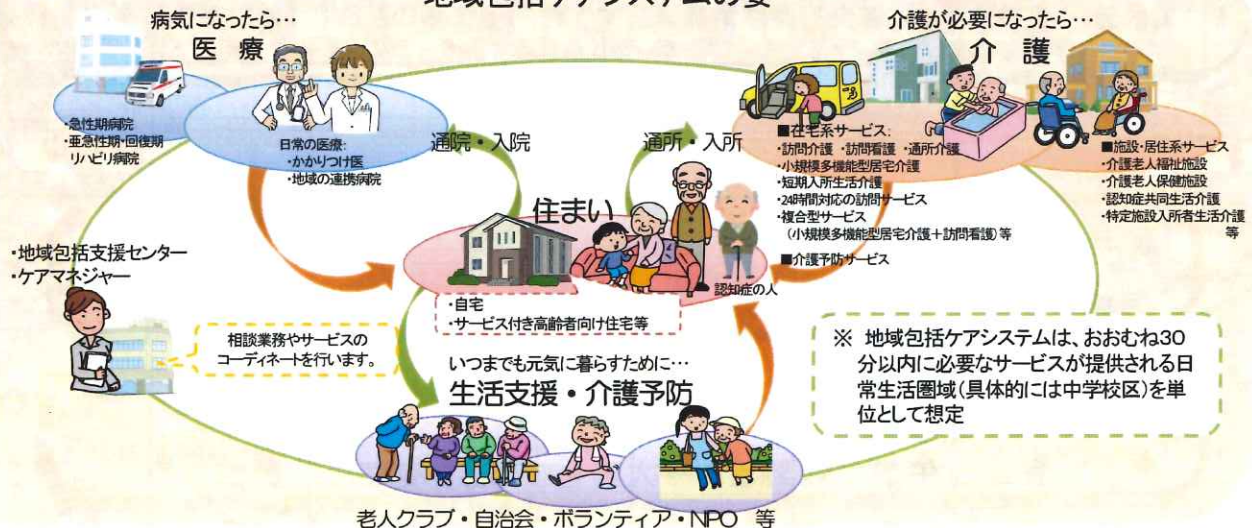 地域包括ケアシステムの姿
病気になったら…
医 療
・急性期病院
・亜急性期・回復期
リハビリ病院
日常の医療:
・かかりつけ医
・地域の連携病院
通院・入院
介護が必要になったら…
介 護
通所・入所
■在宅系サービス:
・訪問介護 ・訪問看護 ・通所介護
・小規模多機能型居宅介護
・短期入所生活介護
・24時間対応の訪問サービス
・複合型サービス
(小規模多機能型居宅介護+訪問看護)等
■介護予防サービス
■施設・居住系サービス
・介護老人福祉施設
・介護老人保健施設
・認知症共同生活介護
・特定施設入所者生活介護
等
住まい
認知症の人
・自宅
・サービス付き高齢者向け住宅等
・地域包括支援センター
・ケアマネジャー
相談業務やサービスの
コーディネートを行います。
いつまでも元気に暮らすために…
生活支援・介護予防
老人クラブ・自治会・ボランティア・NPO 等
※ 地域包括ケアシステムは、おおむね30
分以内に必要なサービスが提供される日
常生活圏域(具体的には中学校区)を単
位として想定